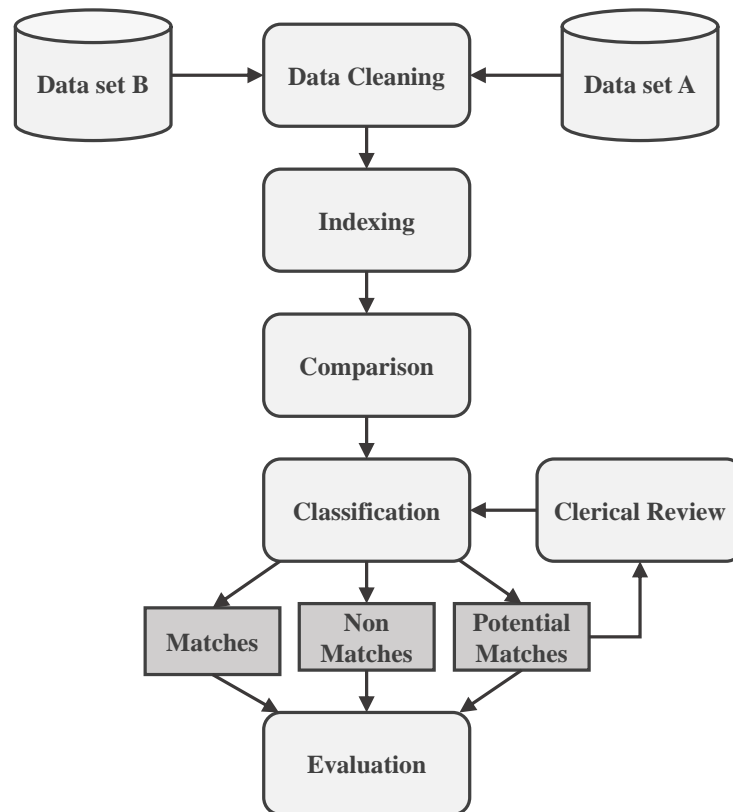 Data set B
Data Cleaning
Data set A
Indexing
Comparison
Classification
Clerical Review
Matches
Non
Matches
Potential
Matches
Evaluation